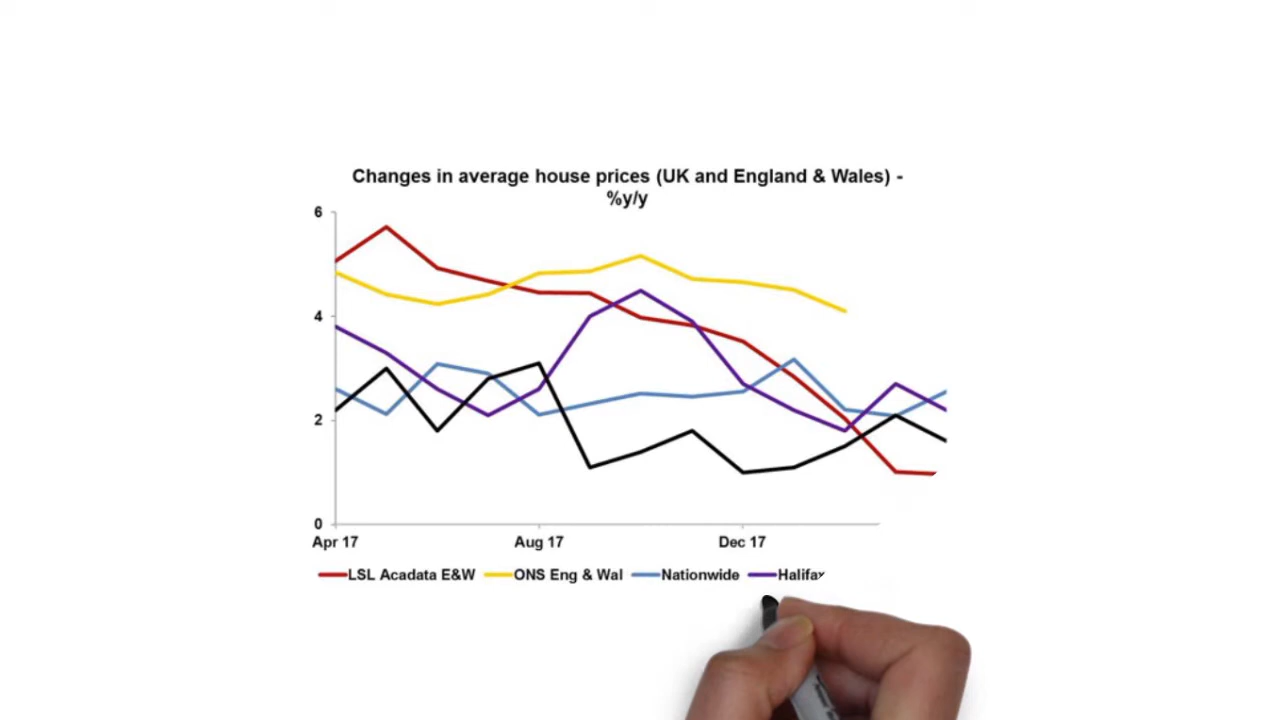 Changes in average house prices (UK and England & Wales) -
%y/y
6
4
2
0
Apr 17 Aug 17 Dec 17
LSL Acadata E&W ONS Eng & Wal Nationwide